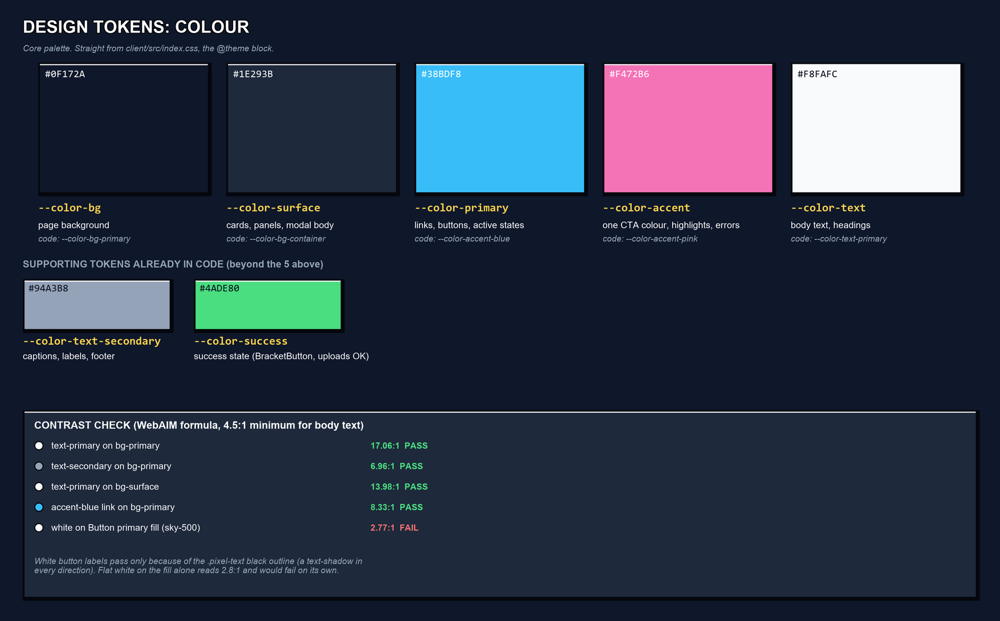 DESIGN TOKENS: COLOUR
Core palette. Straight from client/src/index.css, the @theme block.
#0F172A
#1E293B
#38BDF8
#F472B6
#F8FAFC
--color-bg
--color-surface
--color-primary
--color-accent
--color-text
page background
cards, panels, modal body
links, buttons, active states
one CTA colour, highlights, errors
body text, headings
code: --color-bg-primary
code: --color-bg-container
code: --color-accent-blue
code: --color-accent-pink
code: --color-text-primary
SUPPORTING TOKENS ALREADY IN CODE (beyond the 5 above)
#94A3B8
#4ADE80
--color-text-secondary
--color-success
captions, labels, footer
success state (BracketButton, uploads OK)
CONTRAST CHECK (WebAIM formula, 4.5:1 minimum for body text)
text-primary on bg-primary 17.06:1 PASS
text-secondary on bg-primary 6.96:1 PASS
text-primary on bg-surface 13.98:1 PASS
accent-blue link on bg-primary 8.33:1 PASS
white on Button primary fill (sky-500) 2.77:1 FAIL
White button labels pass only because of the .pixel-text black outline (a text-shadow in
every direction). Flat white on the fill alone reads 2.8:1 and would fail on its own.